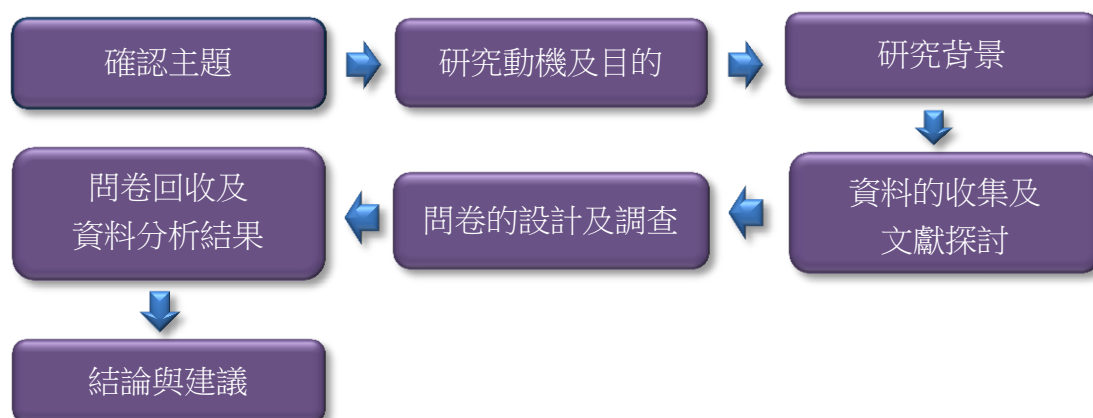 確認主題
研究動機及目的
研究背景
資料的收集及
文獻探討
問卷的設計及調查
問卷回收及
資料分析結果
結論與建議